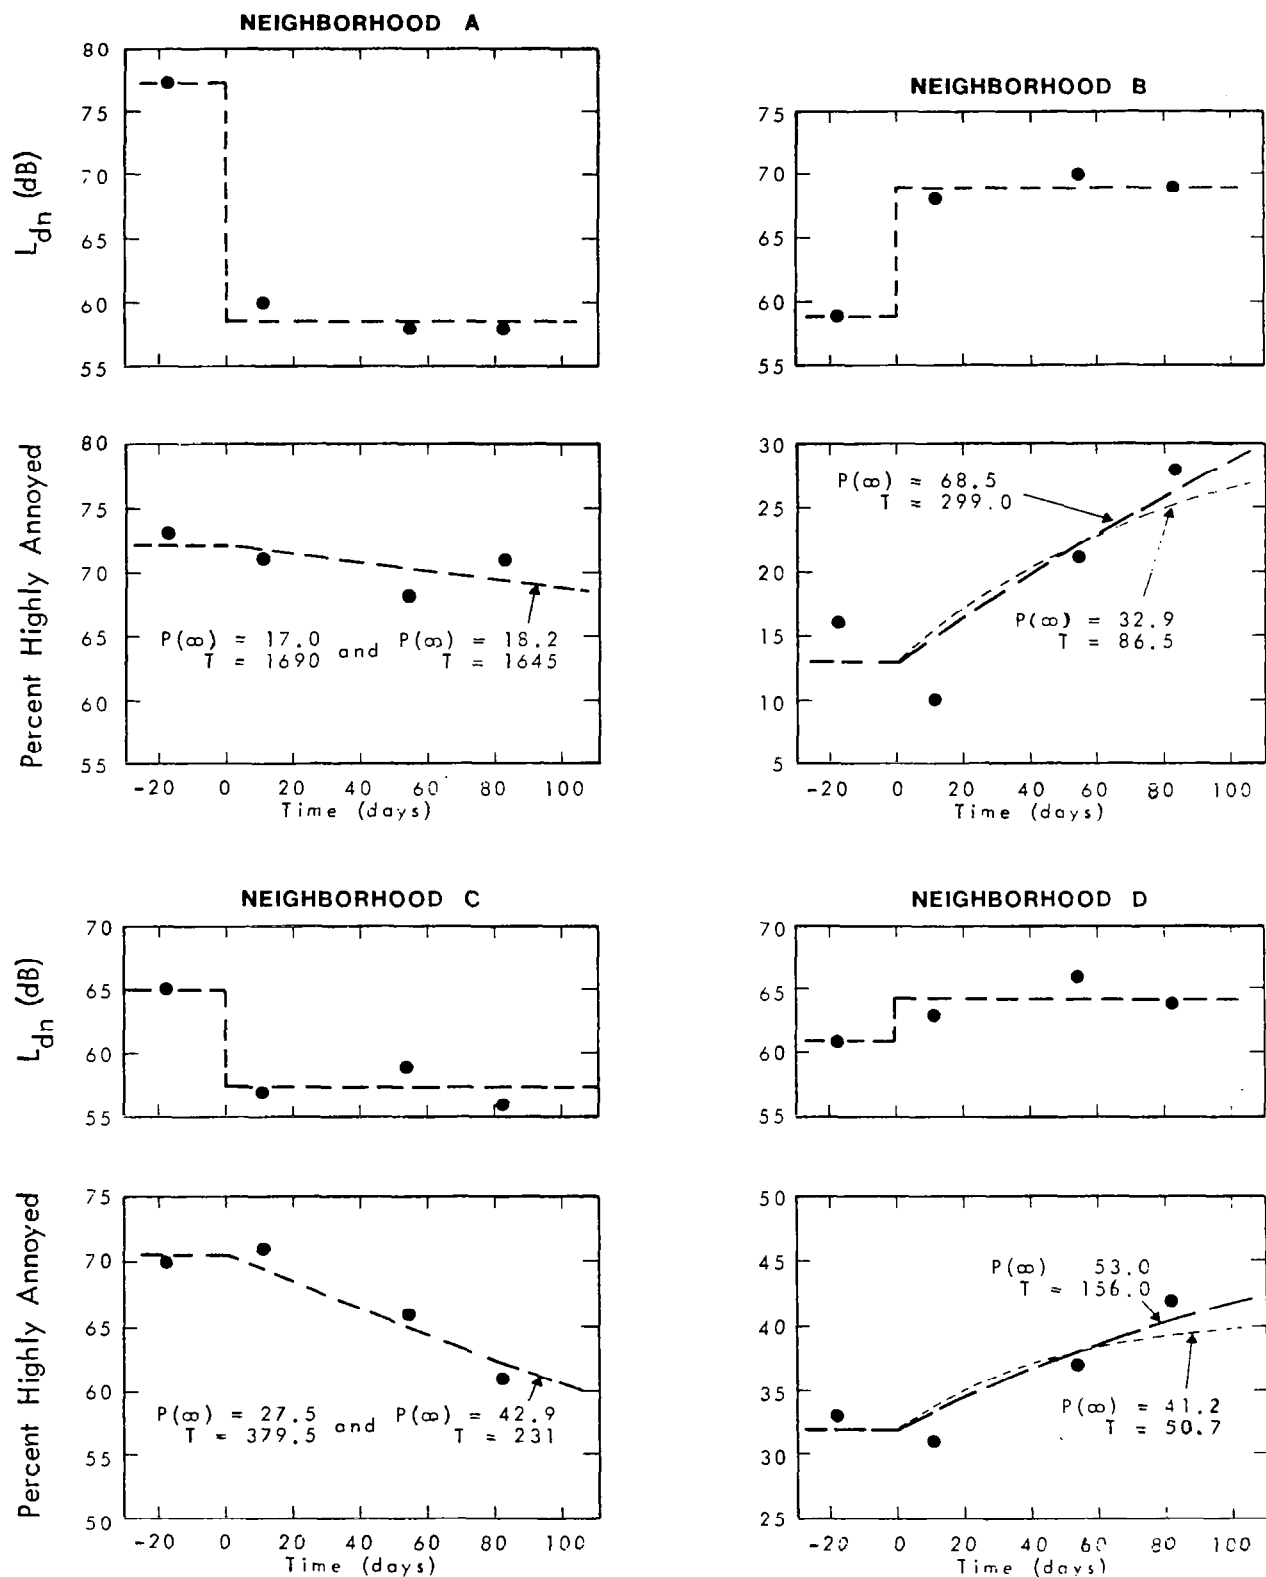 NEIGHBORHOOD A
80
75
70
65
60
55
L_dn (dB)
NEIGHBORHOOD B
75
70
65
60
55
80
75
70
65
60
55
Percent Highly Annoyed
P(∞) = 17.0 and P(∞) = 18.2
T = 1690 T = 1645
-20 0 20 40 60 80 100
Time (days)
30
25
20
15
10
5
P(∞) = 68.5
T = 299.0
P(∞) = 32.9
T = 86.5
-20 0 20 40 60 80 100
Time (days)
NEIGHBORHOOD C
70
65
60
55
L_dn (dB)
NEIGHBORHOOD D
70
65
60
55
75
70
65
60
55
50
Percent Highly Annoyed
P(∞) = 27.5 and P(∞) = 42.9
T = 379.5 T = 231
-20 0 20 40 60 80 100
Time (days)
50
45
40
35
30
25
P(∞) 53.0
T = 156.0
P(∞) = 41.2
T = 50.7
-20 0 20 40 60 80 100
Time (days)